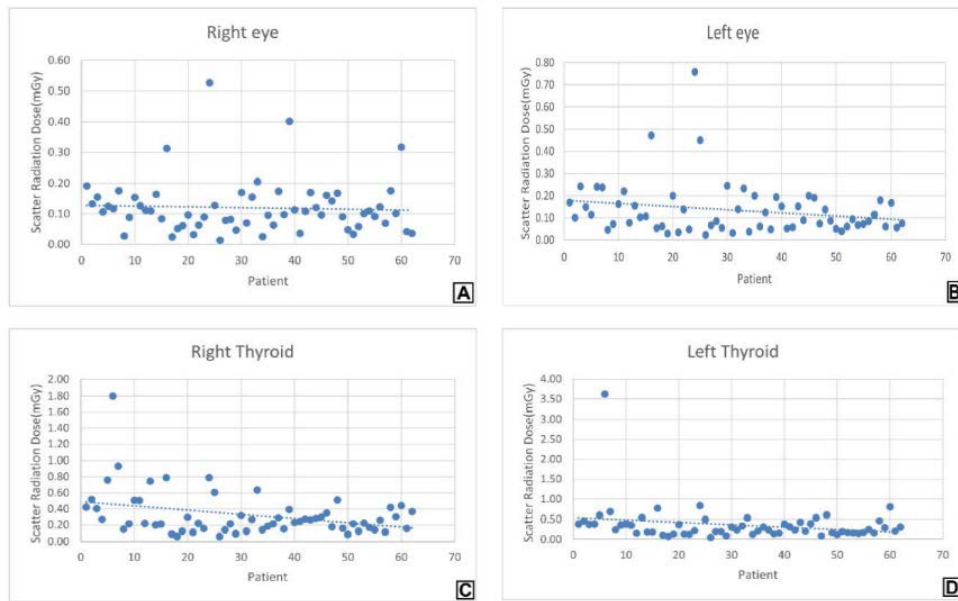 Right eye
Scatter Radiation Dose(mGy)
0.60
0.50
0.40
0.30
0.20
0.10
0.00
0 10 20 30 40 50 60 70
Patient
A
Left eye
Scatter Radiation Dose(mGy)
0.80
0.70
0.60
0.50
0.40
0.30
0.20
0.10
0.00
0 10 20 30 40 50 60 70
Patient
B
Right Thyroid
Scatter Radiation Dose(mGy)
2.00
1.80
1.60
1.40
1.20
1.00
0.80
0.60
0.40
0.20
0.00
0 10 20 30 40 50 60 70
Patient
C
Left Thyroid
Scatter Radiation Dose(mGy)
4.00
3.50
3.00
2.50
2.00
1.50
1.00
0.50
0.00
0 10 20 30 40 50 60 70
Patient
D